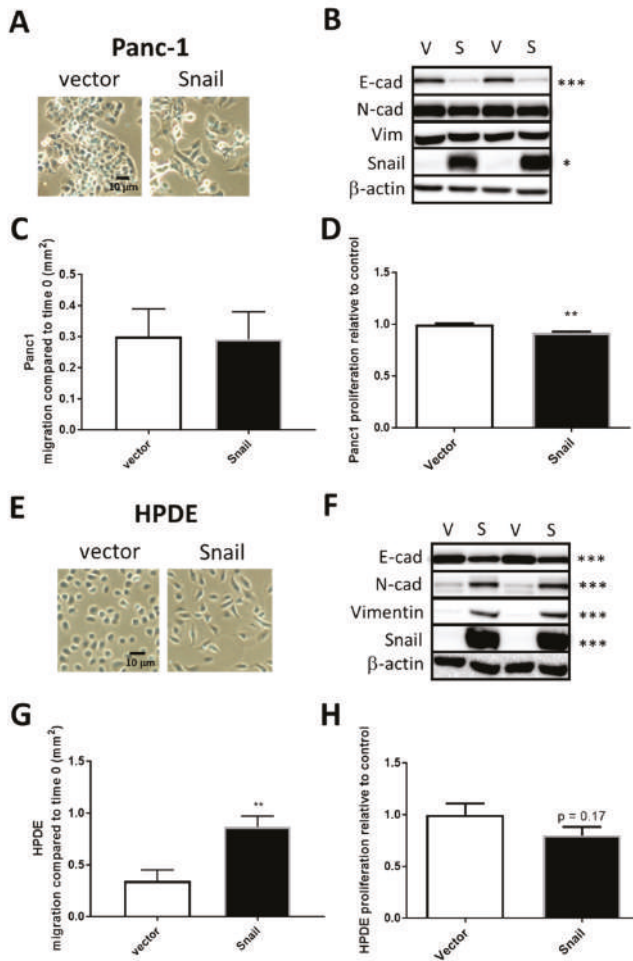 A
Panc-1
vector Snail
10 μm
B
V S V S
E-cad ***
N-cad
Vim
Snail *
β-actin
C
Panc1
migration compared to time 0 (mm²)
0.5
0.4
0.3
0.2
0.1
0.0
vector Snail
D
Panc1 proliferation relative to control
1.5
1.0
0.5
0.0
**
Vector Snail
E
HPDE
vector Snail
10 μm
F
V S V S
E-cad ***
N-cad ***
Vimentin ***
Snail ***
β-actin
G
HPDE
migration compared to time 0 (mm²)
1.5
1.0
0.5
0.0
**
vector Snail
H
HPDE proliferation relative to control
1.5
1.0
0.5
0.0
p = 0.17
Vector Snail